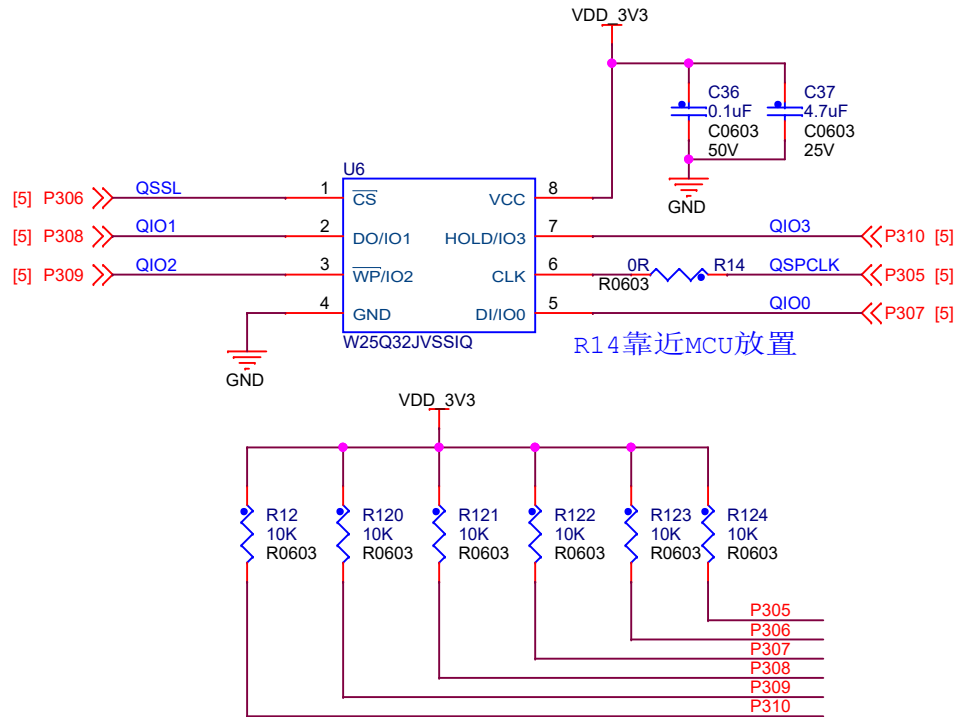 VDD_3V3
C36
0.1uF
C0603
50V
C37
4.7uF
C0603
25V
GND
U6
[5] P306 QSSL 1 CS VCC 8
[5] P308 QIO1 2 DO/IO1 HOLD/IO3 7 QIO3 P310 [5]
[5] P309 QIO2 3 WP/IO2 CLK 6 0R R14 QSPCLK P305 [5]
R0603
4 GND DI/IO0 5 QIO0 P307 [5]
W25Q32JVSSIQ
R14靠近MCU放置
GND
VDD_3V3
R12 R120 R121 R122 R123 R124
10K 10K 10K 10K 10K 10K
R0603 R0603 R0603 R0603 R0603 R0603
P305
P306
P307
P308
P309
P310